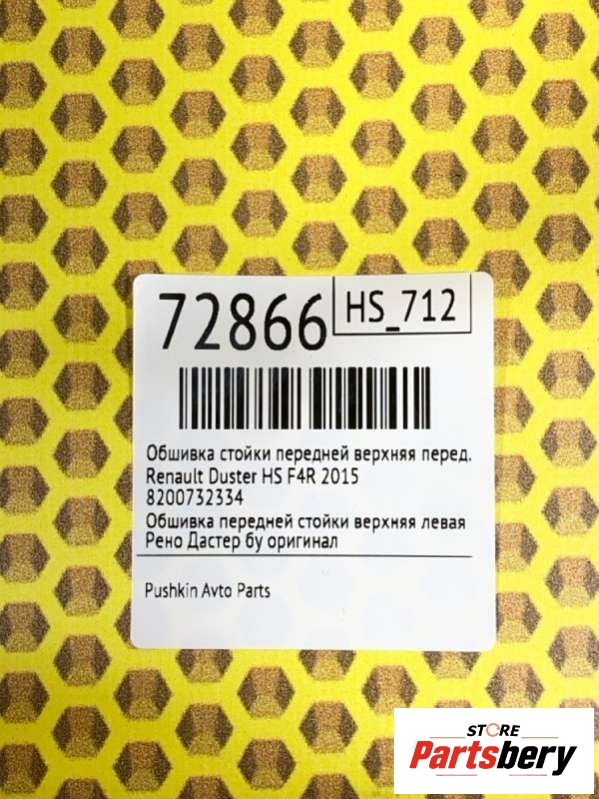 72866
HS_712
Обшивка стойки передней верхняя перед.
Renault Duster HS F4R 2015
8200732334
Обшивка передней стойки верхняя левая
Рено Дастер бу оригинал
Pushkin Avto Parts
STORE
Partsbery